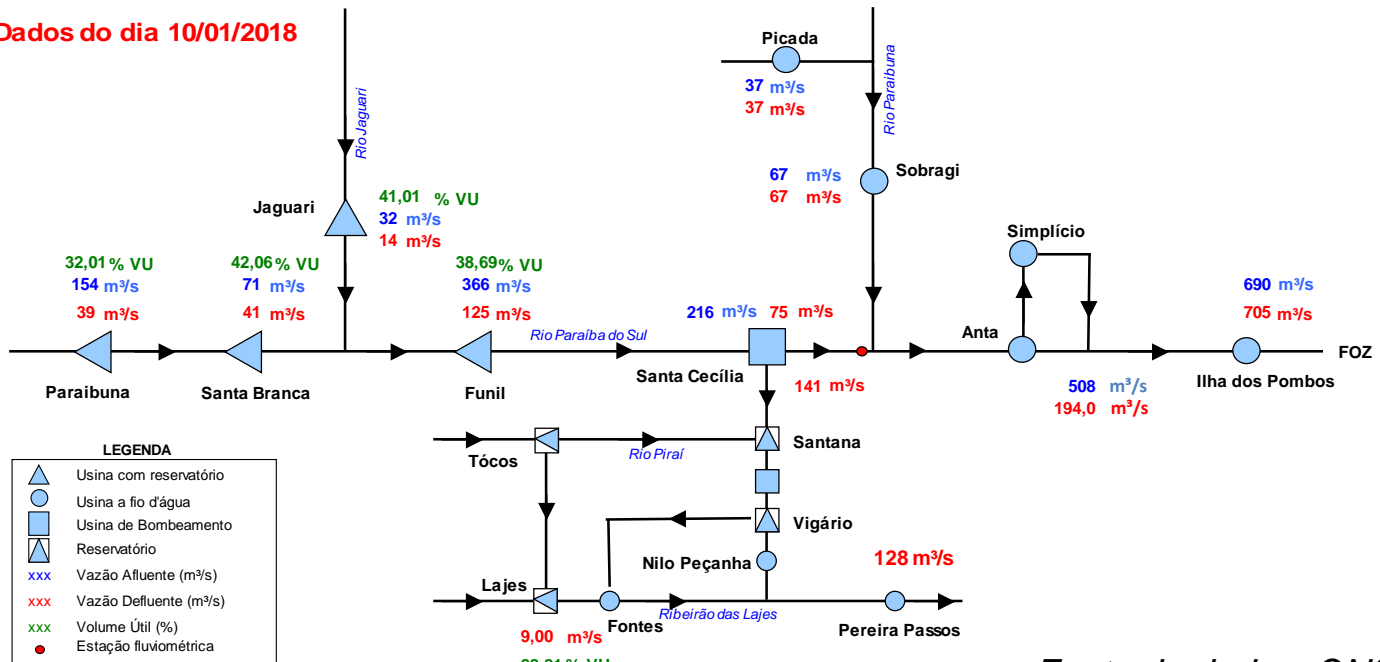 Dados do dia 10/01/2018
Picada
37 m³/s
37 m³/s
Rio Paraibuna
Rio Jaguari
67 m³/s
67 m³/s
Sobragi
Jaguari
41,01 % VU
32 m³/s
14 m³/s
Simplício
32,01 % VU
154 m³/s
39 m³/s
42,06 % VU
71 m³/s
41 m³/s
38,69 % VU
366 m³/s
125 m³/s
216 m³/s 75 m³/s
690 m³/s
705 m³/s
Rio Paraíba do Sul
Anta
FOZ
Paraibuna
Santa Branca
Funil
Santa Cecília
141 m³/s
508 m³/s
194,0 m³/s
Ilha dos Pombos
Tócos
Rio Piraí
Santana
Vigário
Nilo Peçanha
128 m³/s
Lajes
Fontes
Ribeirão das Lajes
Pereira Passos
9,00 m³/s
% VU
LEGENDA
Usina com reservatório
Usina a fio d'água
Usina de Bombeamento
Reservatório
xxx Vazão Afluente (m³/s)
xxx Vazão Defluente (m³/s)
xxx Volume Útil (%)
Estação fluviométrica